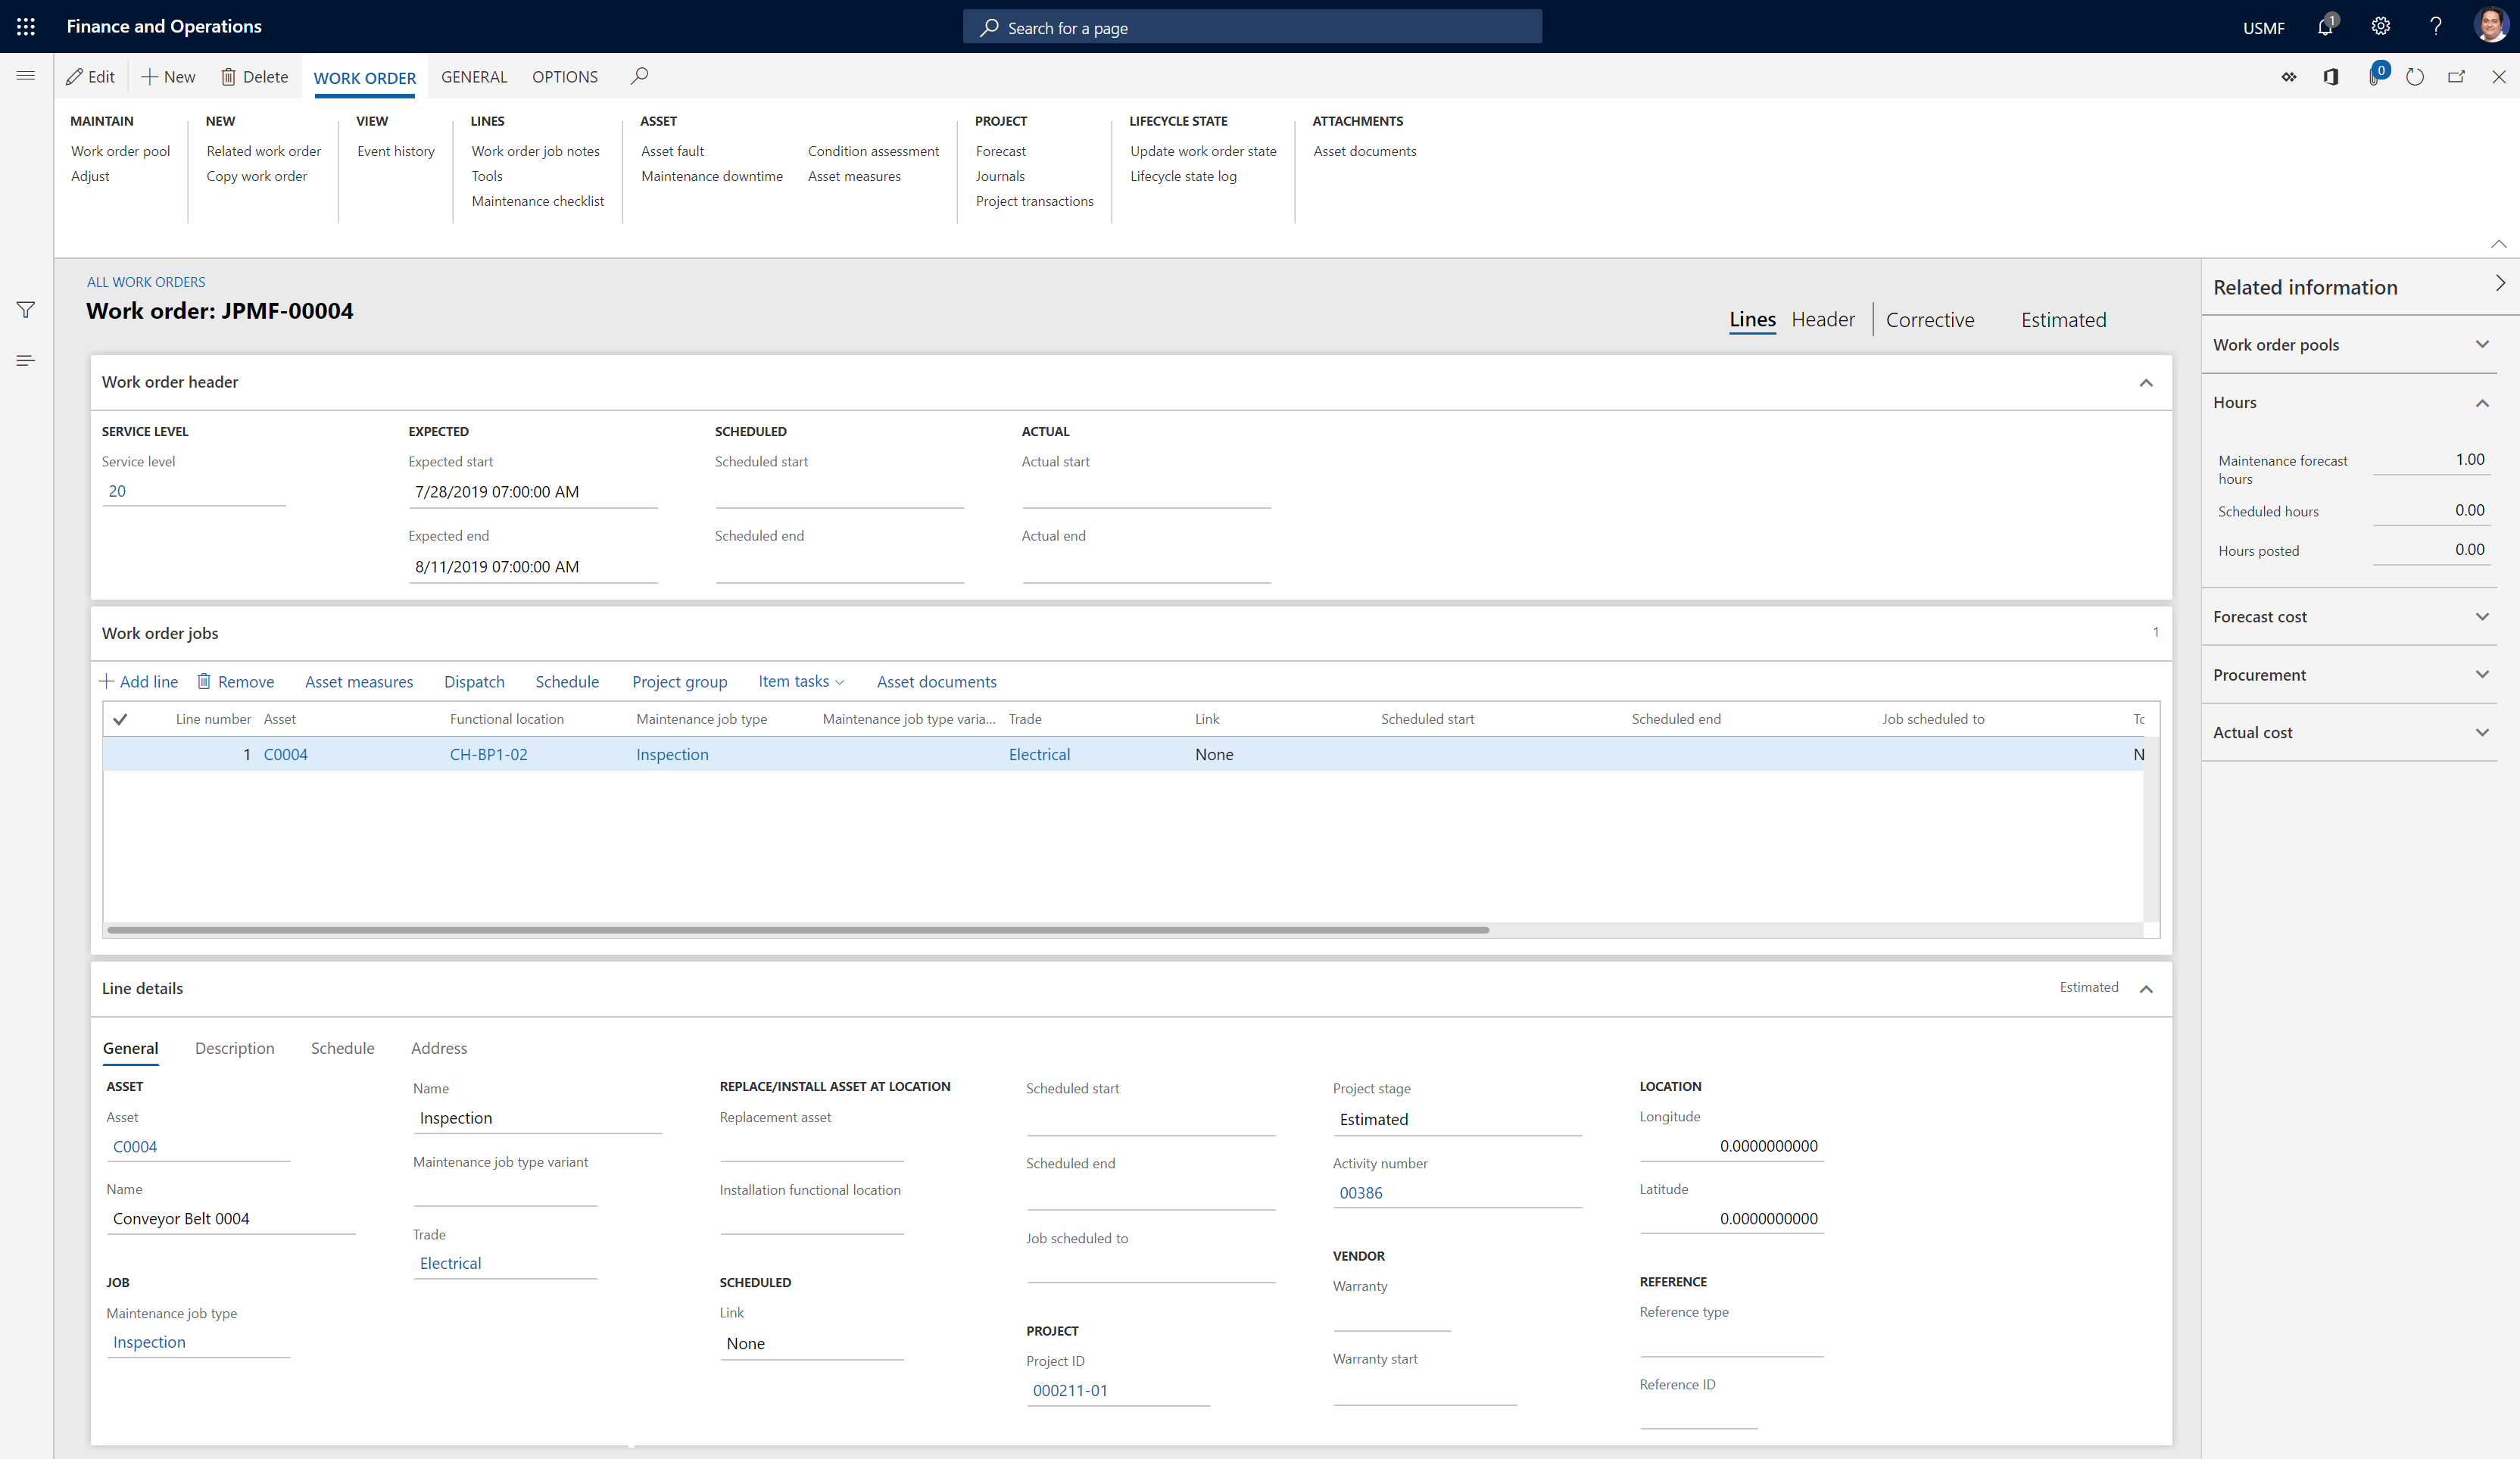 Finance and Operations
Search for a page
USMF
1
Edit
New
Delete
WORK ORDER
GENERAL
OPTIONS
0
MAINTAIN
Work order pool
Adjust
NEW
Related work order
Copy work order
VIEW
Event history
LINES
Work order job notes
Tools
Maintenance checklist
ASSET
Asset fault
Maintenance downtime
Condition assessment
Asset measures
PROJECT
Forecast
Journals
Project transactions
LIFECYCLE STATE
Update work order state
Lifecycle state log
ATTACHMENTS
Asset documents
ALL WORK ORDERS
Work order: JPMF-00004
Lines
Header
Corrective
Estimated
Work order header
SERVICE LEVEL
Service level
20
EXPECTED
Expected start
7/28/2019 07:00:00 AM
Expected end
8/11/2019 07:00:00 AM
SCHEDULED
Scheduled start
Scheduled end
ACTUAL
Actual start
Actual end
Work order jobs
1
Add line
Remove
Asset measures
Dispatch
Schedule
Project group
Item tasks
Asset documents
Line number Asset Functional location Maintenance job type Maintenance job type varia... Trade Link Scheduled start Scheduled end Job scheduled to Tc
1 C0004 CH-BP1-02 Inspection Electrical None N
Line details
Estimated
General
Description
Schedule
Address
ASSET
Asset
C0004
Name
Conveyor Belt 0004
JOB
Maintenance job type
Inspection
Name
Inspection
Maintenance job type variant
Trade
Electrical
REPLACE/INSTALL ASSET AT LOCATION
Replacement asset
Installation functional location
SCHEDULED
Link
None
Scheduled start
Scheduled end
Job scheduled to
PROJECT
Project ID
000211-01
Project stage
Estimated
Activity number
00386
VENDOR
Warranty
Warranty start
LOCATION
Longitude
0.0000000000
Latitude
0.0000000000
REFERENCE
Reference type
Reference ID
Related information
Work order pools
Hours
Maintenance forecast
hours
1.00
Scheduled hours
0.00
Hours posted
0.00
Forecast cost
Procurement
Actual cost